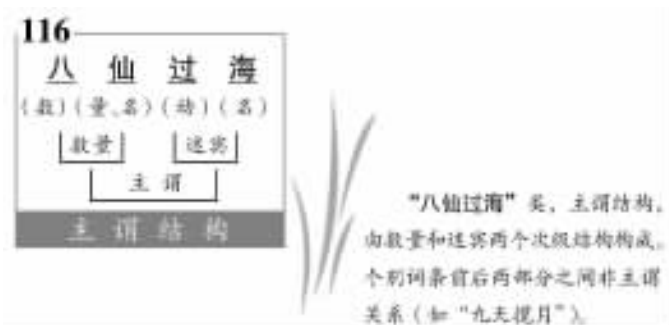 116
八 仙 过 海
(数)(量、名)(动)(名)
数量 述宾
主 谓
主 谓 结 构
“八仙过海”类，主谓结构，
由数量和述宾两个次级结构构成。
个别词条前后两部分之间非主谓
关系(如“九天揽月”)。